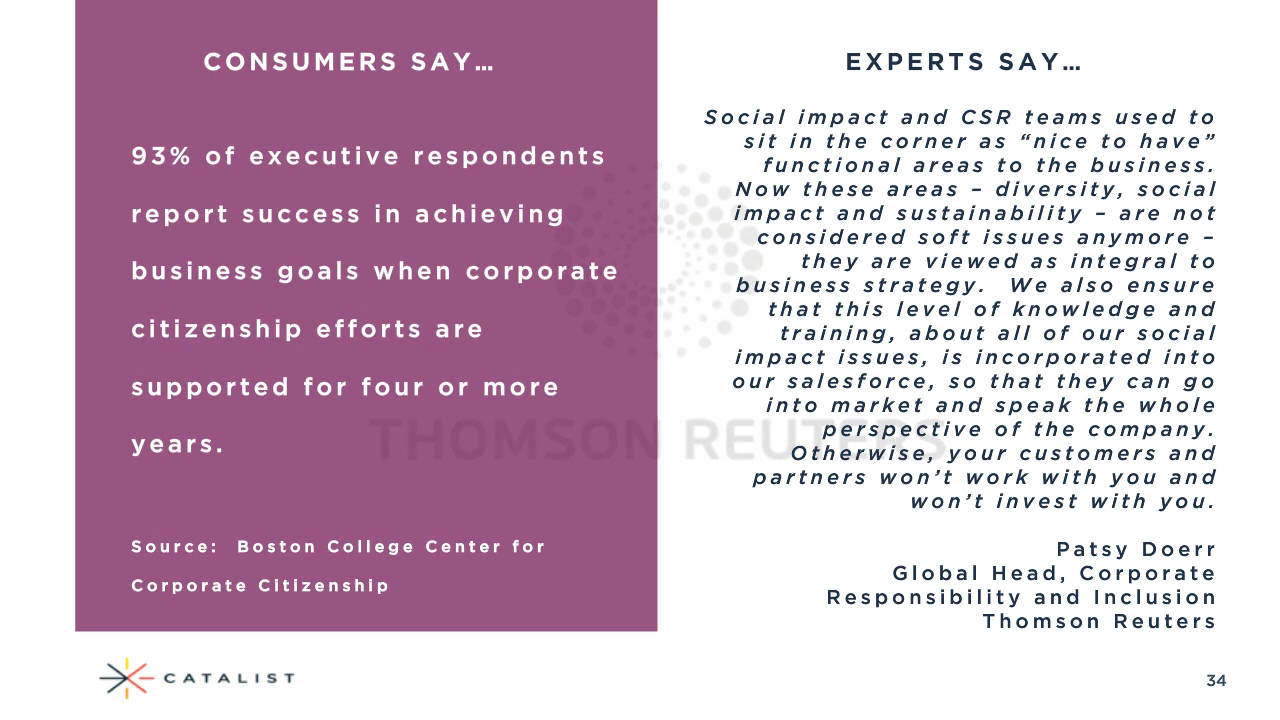 CONSUMERS SAY…
93% of executive respondents
report success in achieving
business goals when corporate
citizenship efforts are
supported for four or more
years.
Source:  Boston College Center for
Corporate Citizenship
EXPERTS SAY…
Social impact and CSR teams used to
sit in the corner as “nice to have”
functional areas to the business.
Now these areas – diversity, social
impact and sustainability – are not
considered soft issues anymore –
they are viewed as integral to
business strategy.  We also ensure
that this level of knowledge and
training, about all of our social
impact issues, is incorporated into
our salesforce, so that they can go
into market and speak the whole
perspective of the company.
Otherwise, your customers and
partners won’t work with you and
won’t invest with you.
Patsy Doerr
Global Head, Corporate
Responsibility and Inclusion
Thomson Reuters
THOMSON REUTERS
CATALIST
34